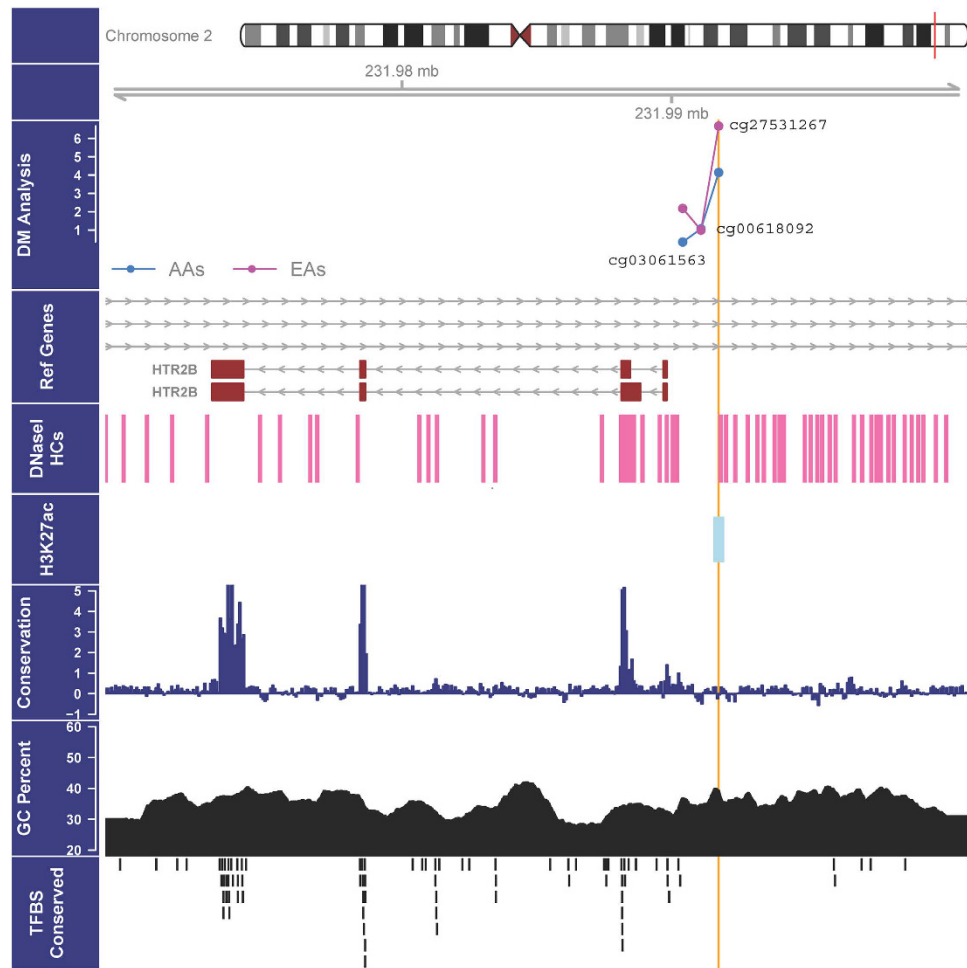 Chromosome 2
231.98 mb
231.99 mb
DM Analysis
6
5
4
3
2
1
cg27531267
cg00618092
cg03061563
AAs
EAs
Ref Genes
HTR2B
HTR2B
DNaseI
HCs
H3K27ac
Conservation
5
4
3
2
1
0
−1
GC Percent
60
50
40
30
20
TFBS
Conserved